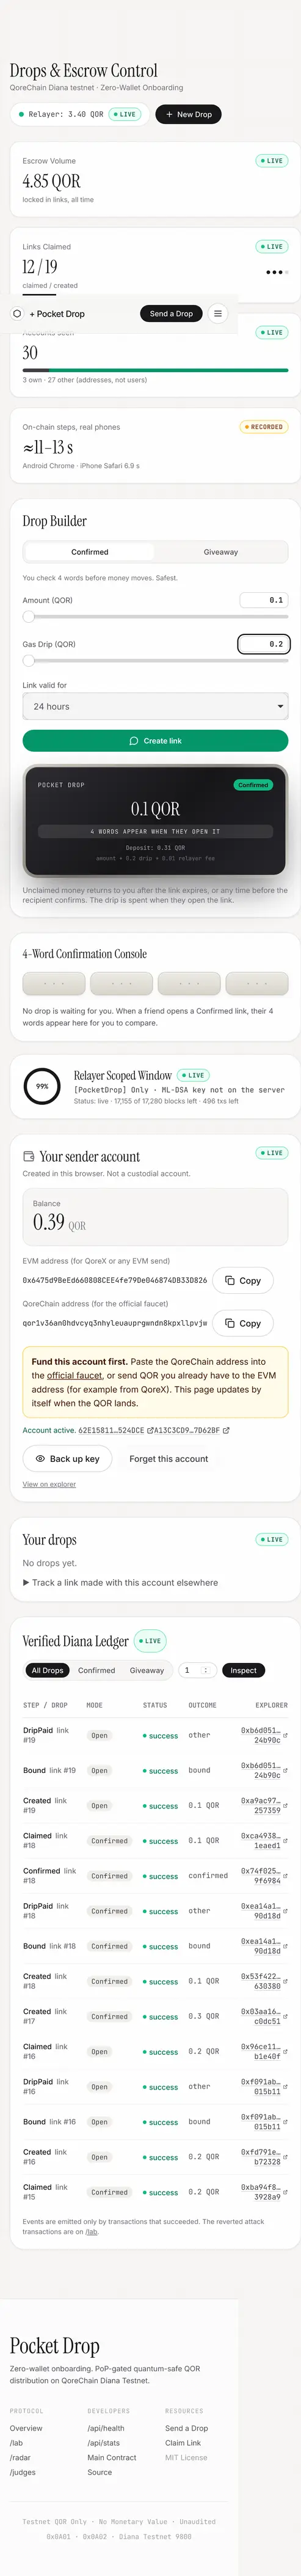 Drops & Escrow Control
QoreChain Diana testnet · Zero-Wallet Onboarding
Relayer: 3.40 QOR LIVE
+ New Drop
Escrow Volume LIVE
4.85 QOR
locked in links, all time
Links Claimed LIVE
12 / 19
claimed / created
+ Pocket Drop Send a Drop
LIVE
30
3 own · 27 other (addresses, not users)
On-chain steps, real phones RECORDED
≈11–13 s
Android Chrome · iPhone Safari 6.9 s
Drop Builder
Confirmed Giveaway
You check 4 words before money moves. Safest.
Amount (QOR) 0.1
Gas Drip (QOR) 0.2
Link valid for
24 hours
Create link
POCKET DROP Confirmed
0.1 QOR
4 WORDS APPEAR WHEN THEY OPEN IT
Deposit: 0.31 QOR
amount + 0.2 drip + 0.01 relayer fee
Unclaimed money returns to you after the link expires, or any time before the
recipient confirms. The drip is spent when they open the link.
4-Word Confirmation Console
· · · · · · · · · · · ·
No drop is waiting for you. When a friend opens a Confirmed link, their 4
words appear here for you to compare.
99%
Relayer Scoped Window LIVE
[PocketDrop] Only · ML-DSA key not on the server
Status: live · 17,155 of 17,280 blocks left · 496 txs left
Your sender account LIVE
Created in this browser. Not a custodial account.
Balance
0.39 QOR
EVM address (for QoreX or any EVM send)
0x6475d9BeEd660808CEE4fe79De046874DB33D826 Copy
QoreChain address (for the official faucet)
qor1v36an0hdvcyq3nhyleuauprgwndn8kpxllpvjw Copy
Fund this account first. Paste the QoreChain address into
the official faucet, or send QOR you already have to the EVM
address (for example from QoreX). This page updates by
itself when the QOR lands.
Account active. 62E15811…524DCE A13C3CD9…7D62BF
Back up key Forget this account
View on explorer
Your drops LIVE
No drops yet.
▶ Track a link made with this account elsewhere
Verified Diana Ledger LIVE
All Drops Confirmed Giveaway 1 Inspect
STEP / DROP MODE STATUS OUTCOME EXPLORER
DripPaid link #19 Open success other 0xb6d051…24b90c
Bound link #19 Open success bound 0xb6d051…24b90c
Created link #19 Open success 0.1 QOR 0xa9ac97…257359
Claimed link #18 Confirmed success 0.1 QOR 0xca4938…1eaed1
Confirmed link #18 Confirmed success confirmed 0x74f025…9f6984
DripPaid link #18 Confirmed success other 0xea14a1…90d18d
Bound link #18 Confirmed success bound 0xea14a1…90d18d
Created link #18 Confirmed success 0.1 QOR 0x53f422…630380
Created link #17 Confirmed success 0.3 QOR 0x03aa16…c0dc51
Claimed link #16 Open success 0.2 QOR 0x96ce11…b1e40f
DripPaid link #16 Open success other 0xf091ab…015b11
Bound link #16 Open success bound 0xf091ab…015b11
Created link #16 Open success 0.2 QOR 0xfd791e…b72328
Claimed link #15 Confirmed success 0.2 QOR 0xba94f8…3928a9
Events are emitted only by transactions that succeeded. The reverted attack
transactions are on /lab.
Pocket Drop
Zero-wallet onboarding. PoP-gated quantum-safe QOR
distribution on QoreChain Diana Testnet.
PROTOCOL DEVELOPERS RESOURCES
Overview /api/health Send a Drop
/lab /api/stats Claim Link
/radar Main Contract MIT License
/judges Source
Testnet QOR Only · No Monetary Value · Unaudited
0x0A01 · 0x0A02 · Diana Testnet 9800